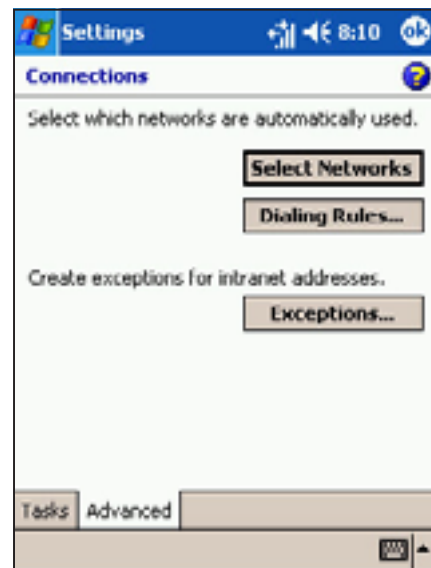 Settings 8:10 ok
Connections ?
Select which networks are automatically used.
Select Networks
Dialing Rules...
Create exceptions for intranet addresses.
Exceptions...
Tasks Advanced